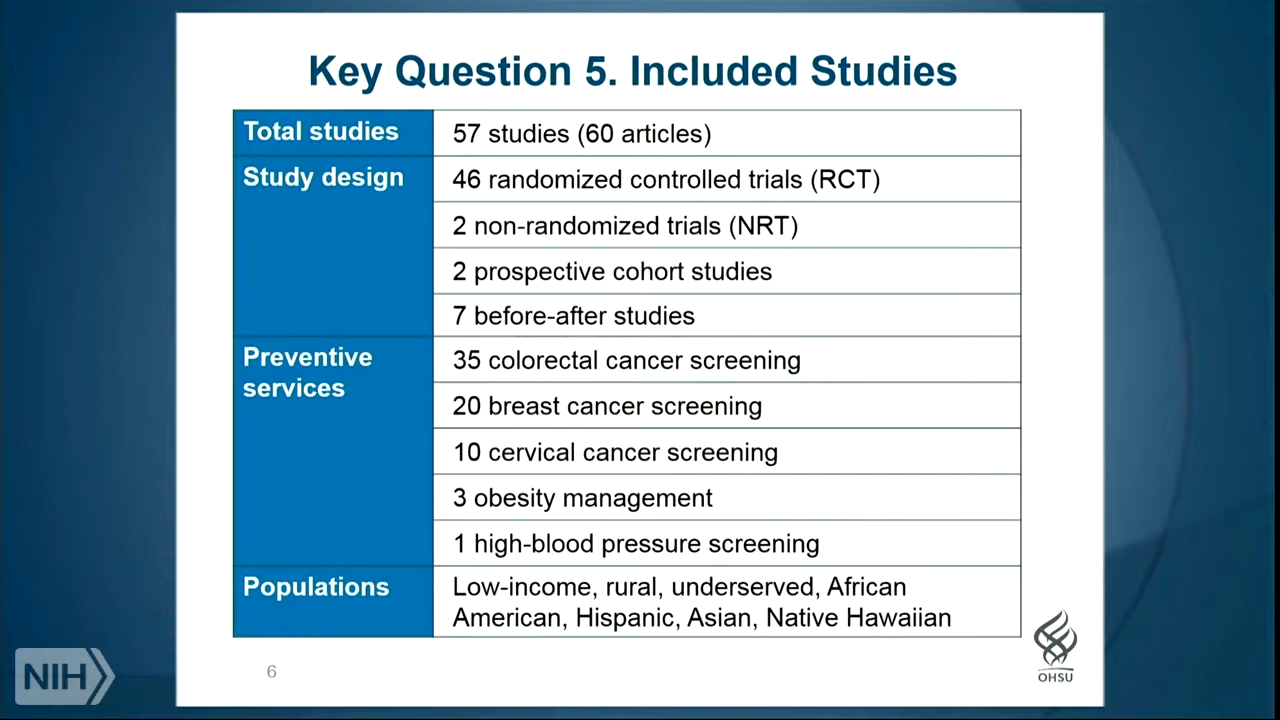 Key Question 5. Included Studies
Total studies
57 studies (60 articles)
Study design
46 randomized controlled trials (RCT)
2 non-randomized trials (NRT)
2 prospective cohort studies
7 before-after studies
Preventive
services
35 colorectal cancer screening
20 breast cancer screening
10 cervical cancer screening
3 obesity management
1 high-blood pressure screening
Populations
Low-income, rural, underserved, African
American, Hispanic, Asian, Native Hawaiian
6
OHSU
NIH